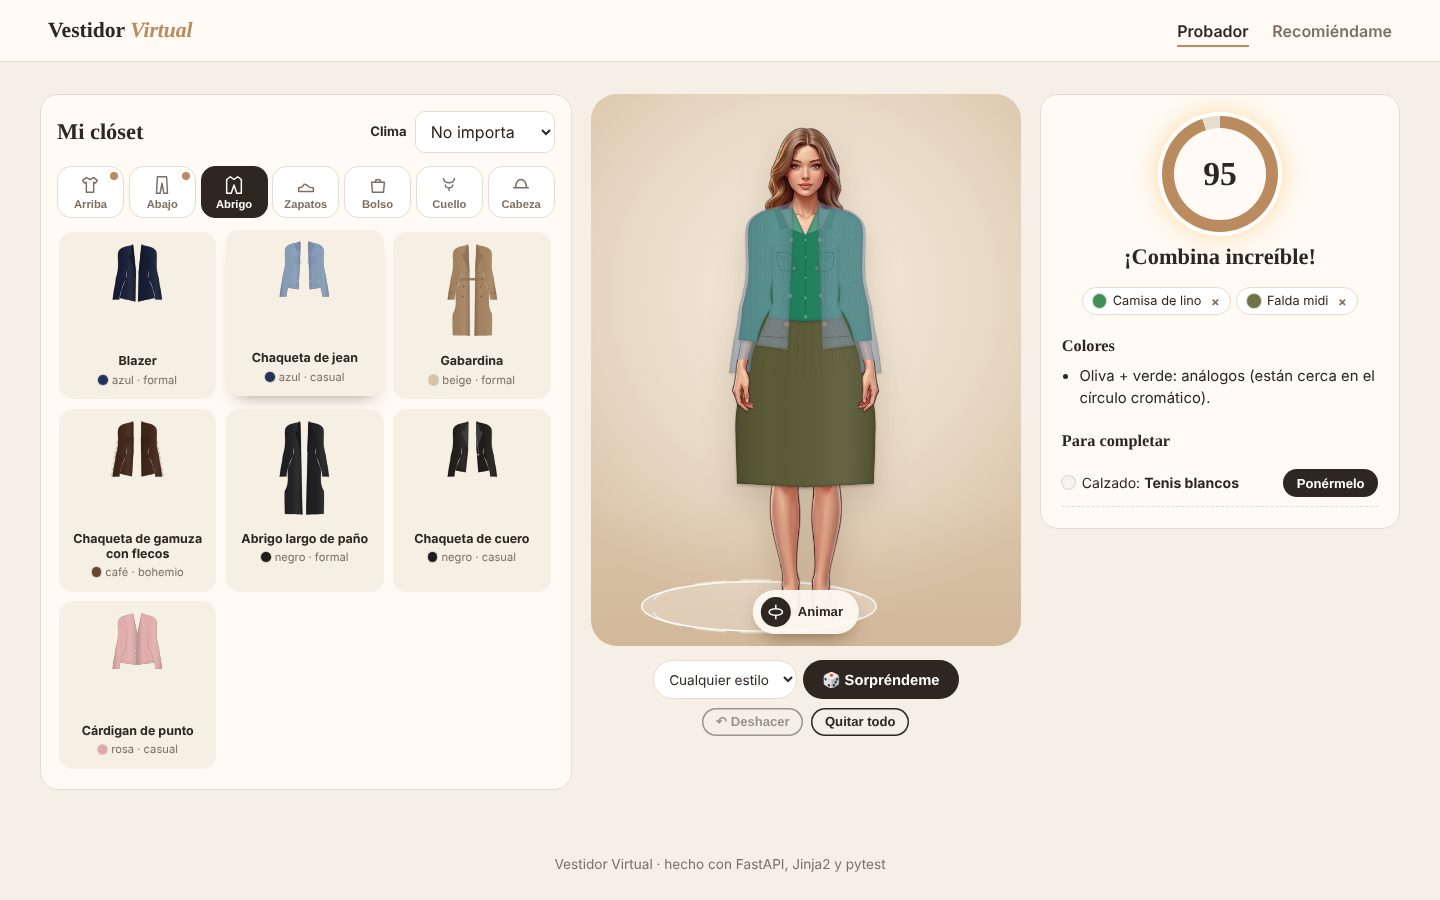 Vestidor Virtual
Probador
Recomiéndame
Mi clóset
Clima
No importa
Arriba
Abajo
Abrigo
Zapatos
Bolso
Cuello
Cabeza
Blazer
azul · formal
Chaqueta de jean
azul · casual
Gabardina
beige · formal
Chaqueta de gamuza
con flecos
café · bohemio
Abrigo largo de paño
negro · formal
Chaqueta de cuero
negro · casual
Cárdigan de punto
rosa · casual
Animar
Cualquier estilo
🎲 Sorpréndeme
↶ Deshacer
Quitar todo
95
¡Combina increíble!
Camisa de lino ×
Falda midi ×
Colores
• Oliva + verde: análogos (están cerca en el
círculo cromático).
Para completar
Calzado: Tenis blancos
Ponérmelo
Vestidor Virtual · hecho con FastAPI, Jinja2 y pytest